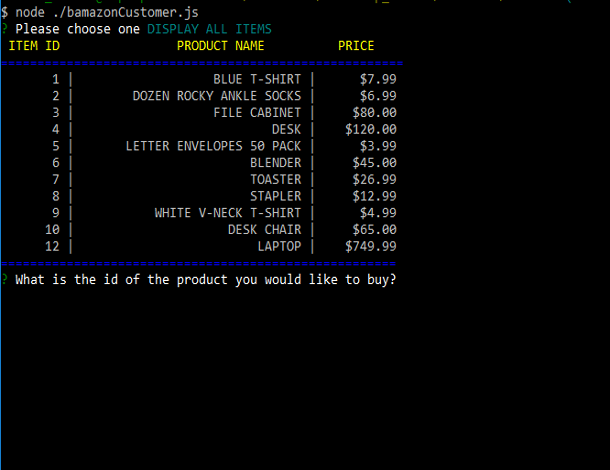 $ node ./bamazonCustomer.js
? Please choose one DISPLAY ALL ITEMS
ITEM ID PRODUCT NAME PRICE
1 | BLUE T-SHIRT | $7.99
2 | DOZEN ROCKY ANKLE SOCKS | $6.99
3 | FILE CABINET | $80.00
4 | DESK | $120.00
5 | LETTER ENVELOPES 50 PACK | $3.99
6 | BLENDER | $45.00
7 | TOASTER | $26.99
8 | STAPLER | $12.99
9 | WHITE V-NECK T-SHIRT | $4.99
10 | DESK CHAIR | $65.00
12 | LAPTOP | $749.99
? What is the id of the product you would like to buy?